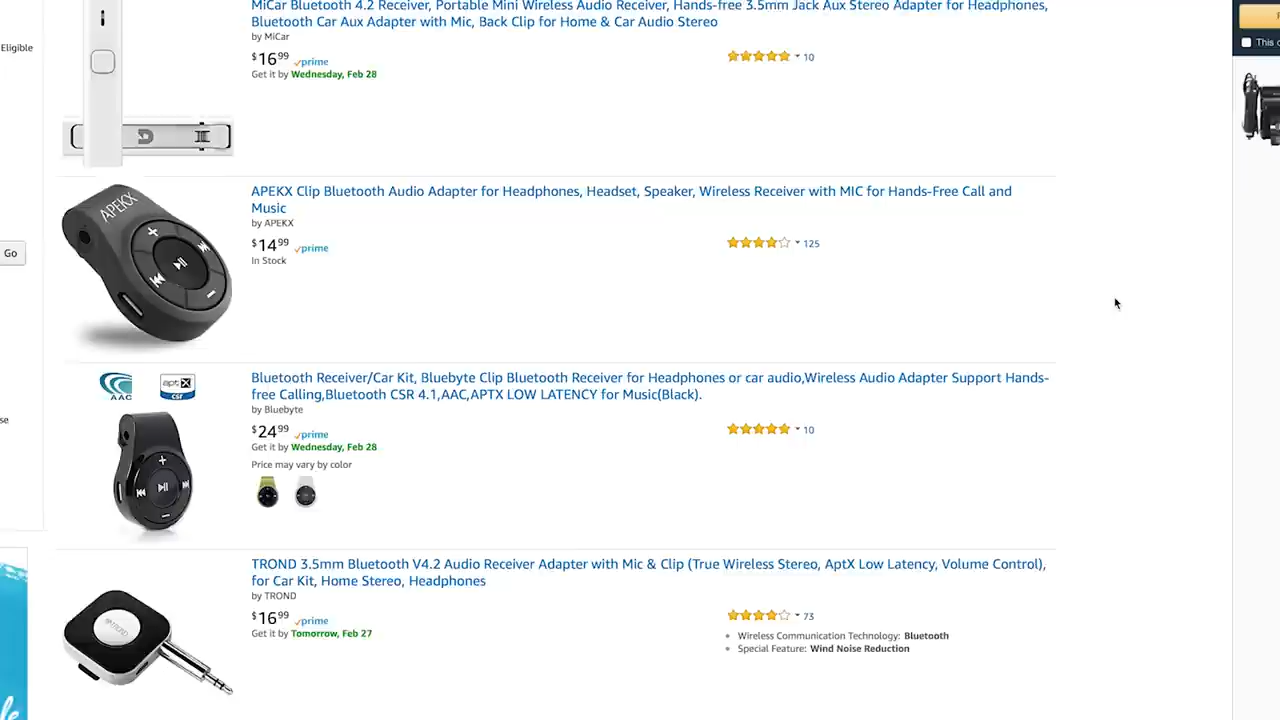 MiCar Bluetooth 4.2 Receiver, Portable Mini Wireless Audio Receiver, Hands-free 3.5mm Jack Aux Stereo Adapter for Headphones,
Bluetooth Car Aux Adapter with Mic, Back Clip for Home & Car Audio Stereo
by MiCar
Eligible
$16.99 prime
10
Get it by Wednesday, Feb 28
This
APEKX Clip Bluetooth Audio Adapter for Headphones, Headset, Speaker, Wireless Receiver with MIC for Hands-Free Call and
Music
APEKX
by APEKX
$14.99 prime
125
In Stock
Go
Bluetooth Receiver/Car Kit, Bluebyte Clip Bluetooth Receiver for Headphones or car audio,Wireless Audio Adapter Support Hands-
free Calling,Bluetooth CSR 4.1,AAC,APTX LOW LATENCY for Music(Black).
AAC
aptX
CSR
by Bluebyte
$24.99 prime
10
Get it by Wednesday, Feb 28
Price may vary by color
TROND 3.5mm Bluetooth V4.2 Audio Receiver Adapter with Mic & Clip (True Wireless Stereo, AptX Low Latency, Volume Control),
for Car Kit, Home Stereo, Headphones
by TROND
TROND
$16.99 prime
73
Get it by Tomorrow, Feb 27
Wireless Communication Technology: Bluetooth
Special Feature: Wind Noise Reduction